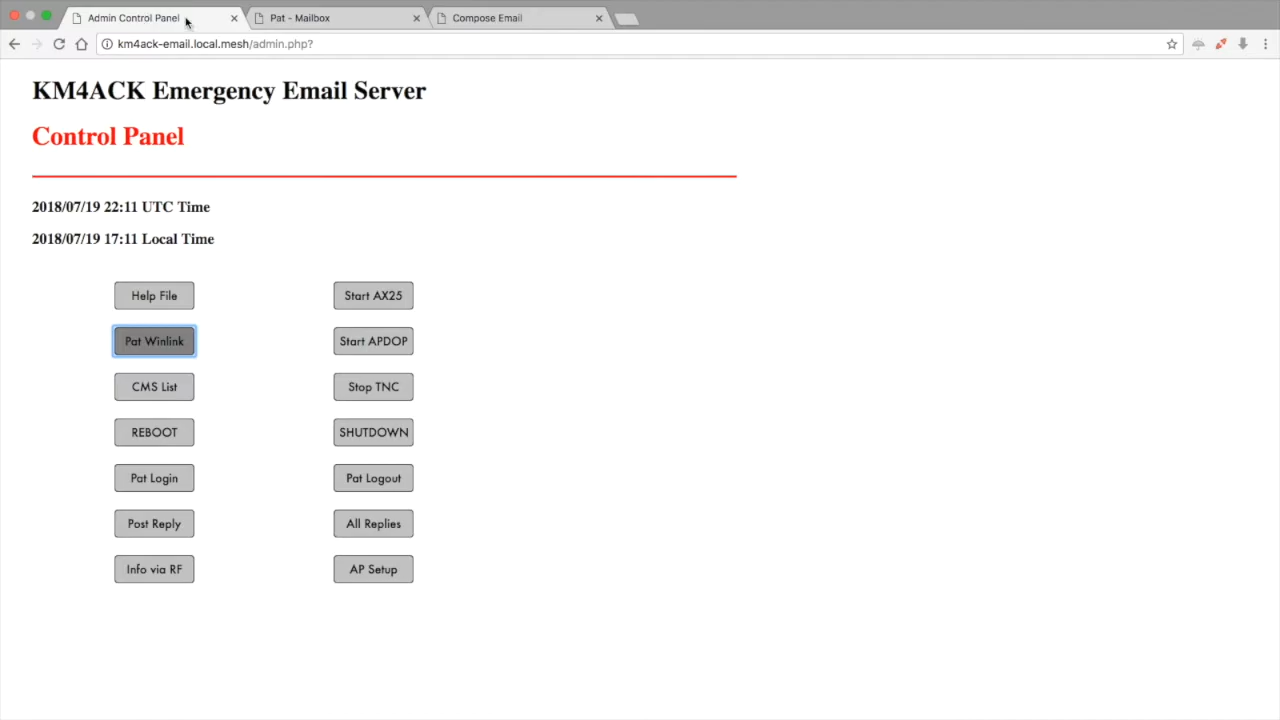 Admin Control Panel
Pat - Mailbox
Compose Email
km4ack-email.local.mesh/admin.php?
KM4ACK Emergency Email Server
Control Panel
2018/07/19 22:11 UTC Time
2018/07/19 17:11 Local Time
Help File
Start AX25
Pat Winlink
Start APDOP
CMS List
Stop TNC
REBOOT
SHUTDOWN
Pat Login
Pat Logout
Post Reply
All Replies
Info via RF
AP Setup